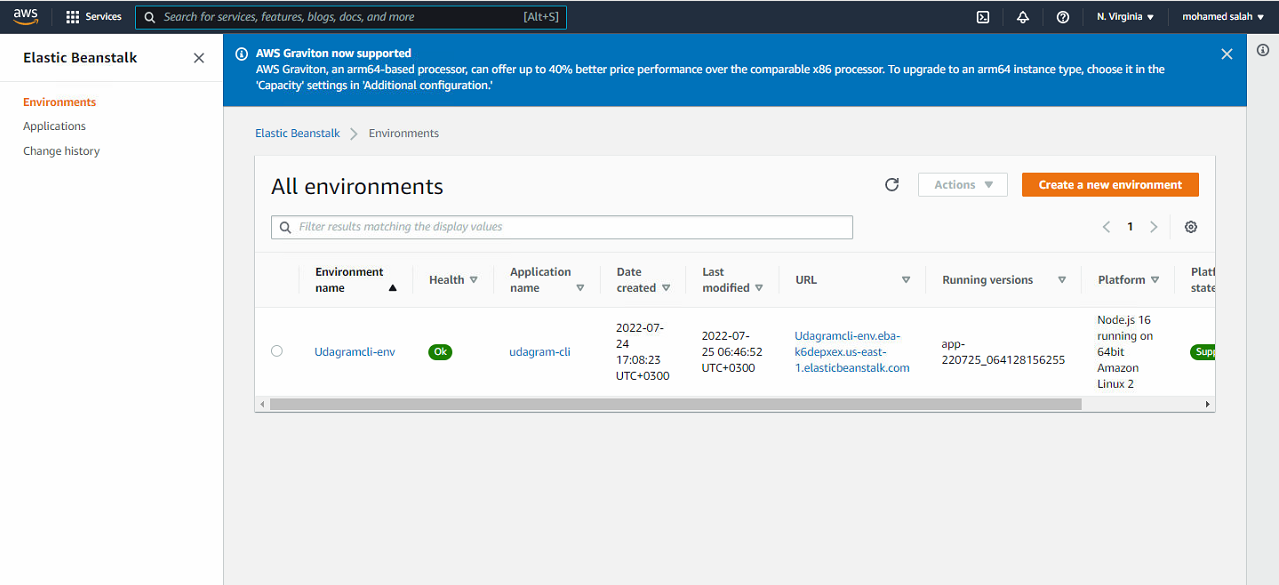 aws
Services
Search for services, features, blogs, docs, and more
[Alt+S]
N. Virginia
mohamed salah
Elastic Beanstalk
Environments
Applications
Change history
AWS Graviton now supported
AWS Graviton, an arm64-based processor, can offer up to 40% better price performance over the comparable x86 processor. To upgrade to an arm64 instance type, choose it in the
'Capacity' settings in 'Additional configuration.'
Elastic Beanstalk
Environments
All environments
Actions
Create a new environment
Filter results matching the display values
1
Environment
name
Health
Application
name
Date
created
Last
modified
URL
Running versions
Platform
Platf
state
Udagramcli-env
Ok
udagram-cli
2022-07-
24
17:08:23
UTC+0300
2022-07-
25 06:46:52
UTC+0300
Udagramcli-env.eba-
k6depxex.us-east-
1.elasticbeanstalk.com
app-
220725_064128156255
Node.js 16
running on
64bit
Amazon
Linux 2
Supp